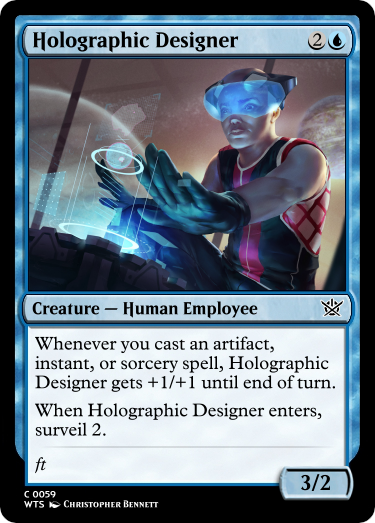 Holographic Designer 2
Creature — Human Employee
Whenever you cast an artifact,
instant, or sorcery spell, Holographic
Designer gets +1/+1 until end of turn.
When Holographic Designer enters,
surveil 2.
ft
3/2
C 0059
WTS Christopher Bennett